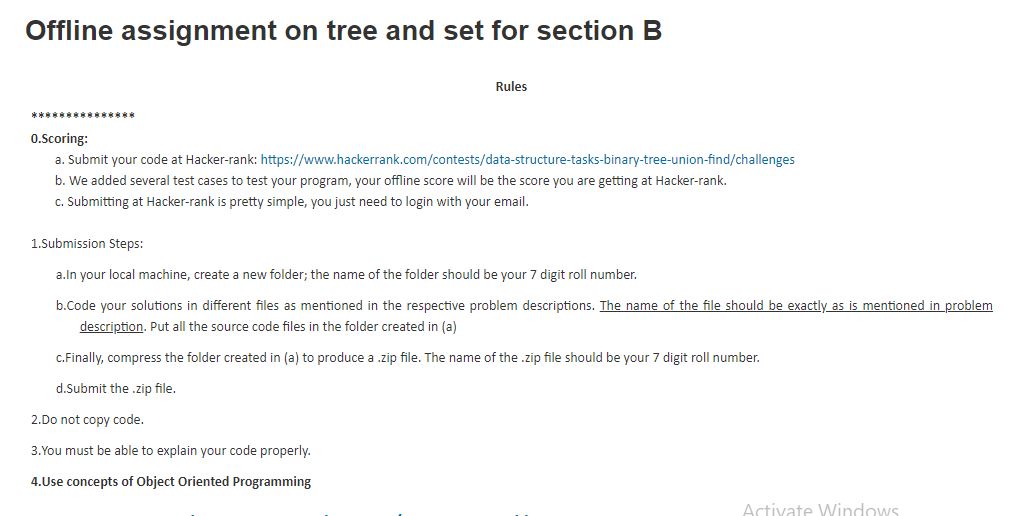 Offline assignment on tree and set for section B
Rules
***************
0.Scoring:
a. Submit your code at Hacker-rank: https://www.hackerrank.com/contests/data-structure-tasks-binary-tree-union-find/challenges
b. We added several test cases to test your program, your offline score will be the score you are getting at Hacker-rank.
c. Submitting at Hacker-rank is pretty simple, you just need to login with your email.
1.Submission Steps:
a.In your local machine, create a new folder; the name of the folder should be your 7 digit roll number.
b.Code your solutions in different files as mentioned in the respective problem descriptions. The name of the file should be exactly as is mentioned in problem
description. Put all the source code files in the folder created in (a)
c.Finally, compress the folder created in (a) to produce a .zip file. The name of the .zip file should be your 7 digit roll number.
d.Submit the .zip file.
2.Do not copy code.
3.You must be able to explain your code properly.
4.Use concepts of Object Oriented Programming
Activate Windows